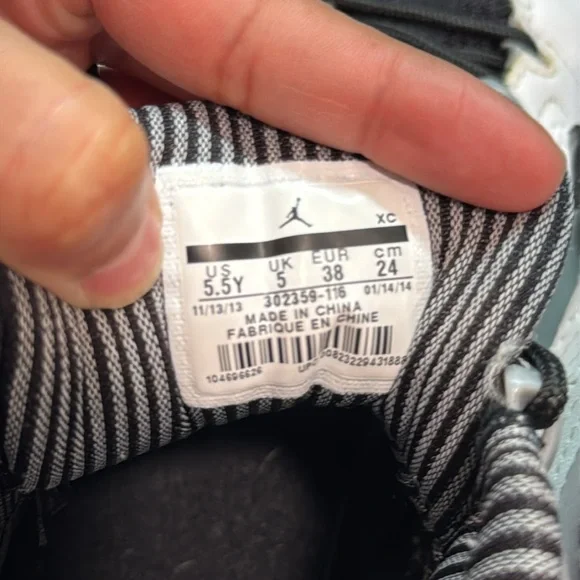 XC
US UK EUR cm
5.5Y 5 38 24
11/13/13 302359-116 01/14/14
MADE IN CHINA
FABRIQUE EN CHINE
104696626